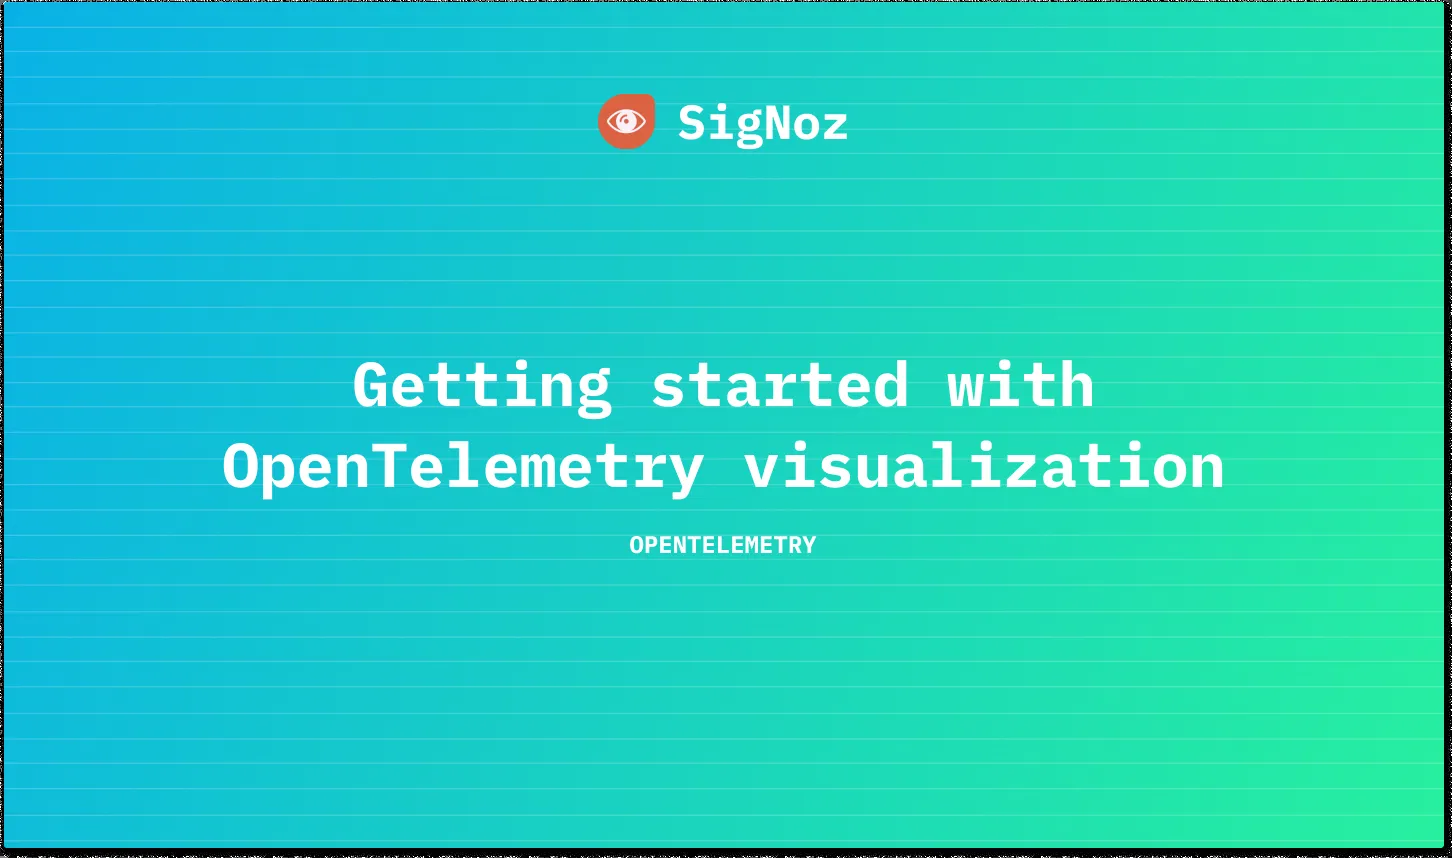 SigNoz
Getting started with
OpenTelemetry visualization
OPENTELEMETRY